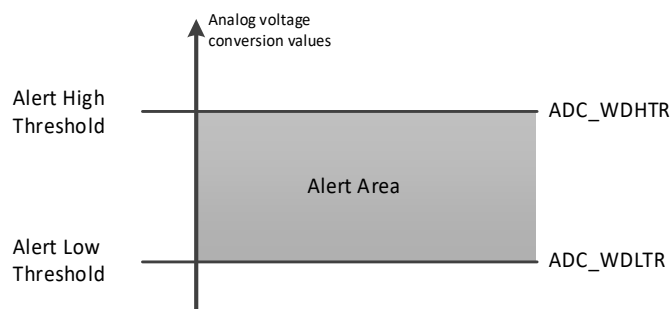 Analog voltage
conversion values
Alert High
Threshold
ADC_WDHTR
Alert Area
Alert Low
Threshold
ADC_WDLTR